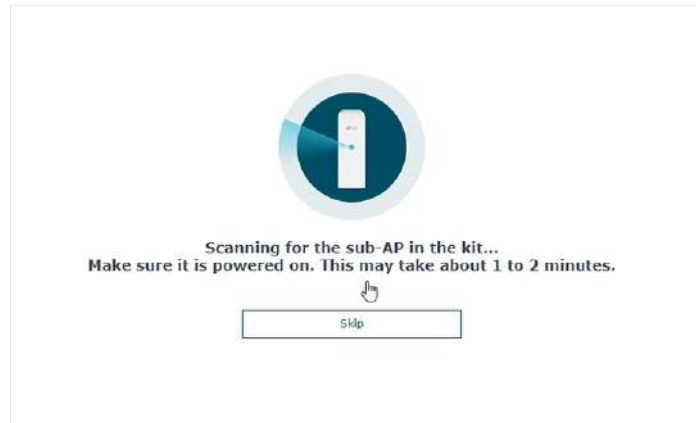 Scanning for the sub-AP in the kit...
Make sure it is powered on. This may take about 1 to 2 minutes.
Skip